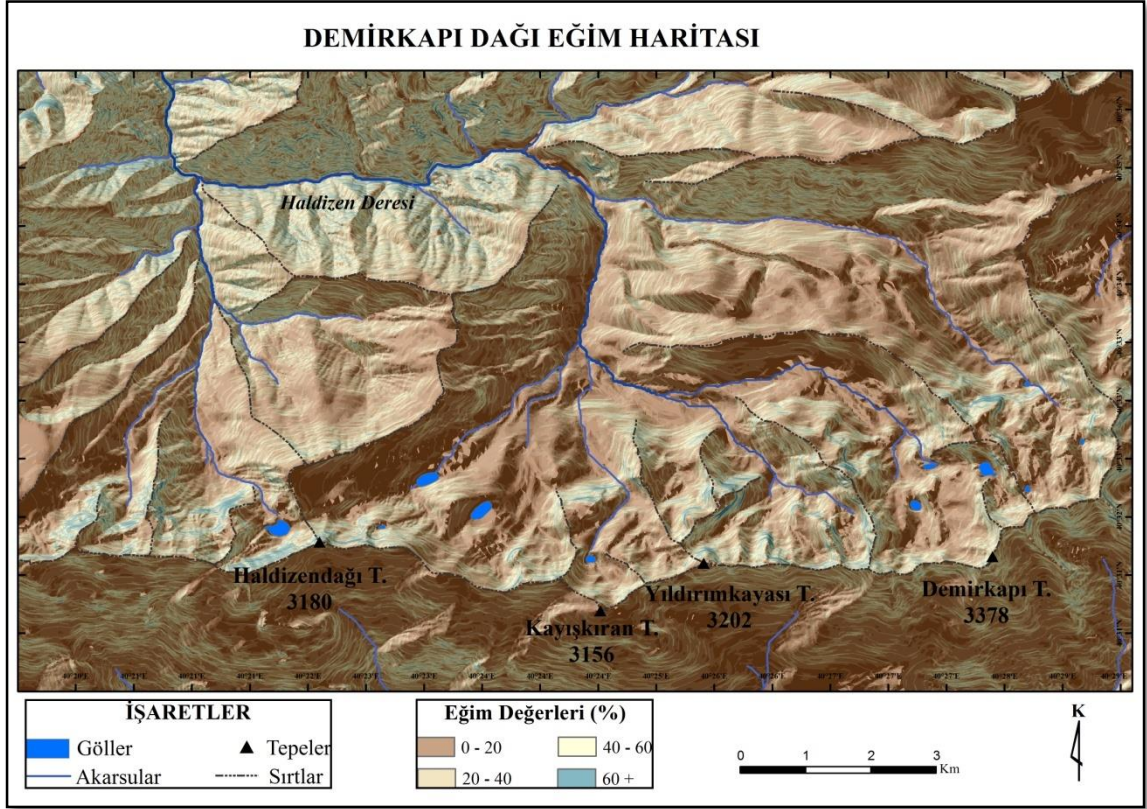 DEMİRKAPI DAĞI EĞİM HARİTASI
Haldizen Deresi
Haldizendağı T.
3180
Kayışkıran T.
3156
Yıldırımkayası T.
3202
Demirkapı T.
3378
İŞARETLER
Göller
Tepeler
Akarsular
Sırtlar
Eğim Değerleri (%)
0 - 20
40 - 60
20 - 40
60 +
0 1 2 3
Km
K